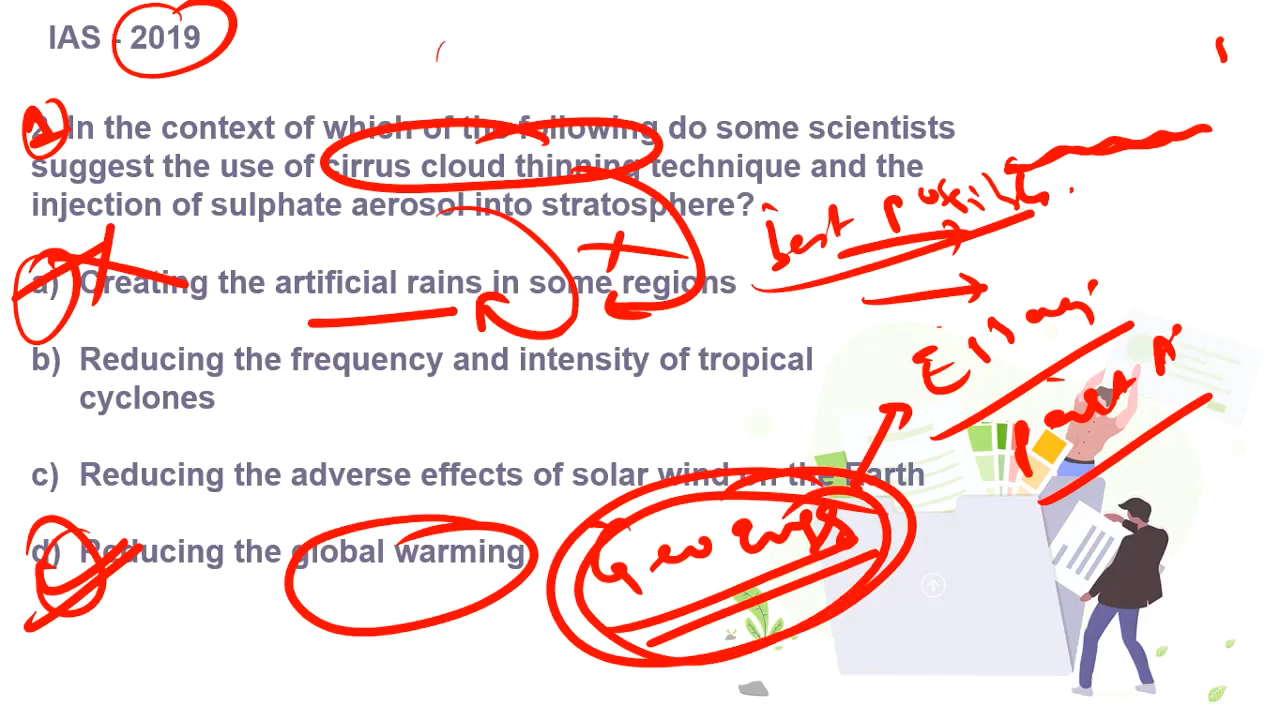 IAS - 2019
2. In the context of which of the following do some scientists
suggest the use of cirrus cloud thinning technique and the
injection of sulphate aerosol into stratosphere?
best
a) Creating the artificial rains in some regions
b) Reducing the frequency and intensity of tropical
cyclones
c) Reducing the adverse effects of solar wind on the Earth
d) Reducing the global warming
Geo Engg